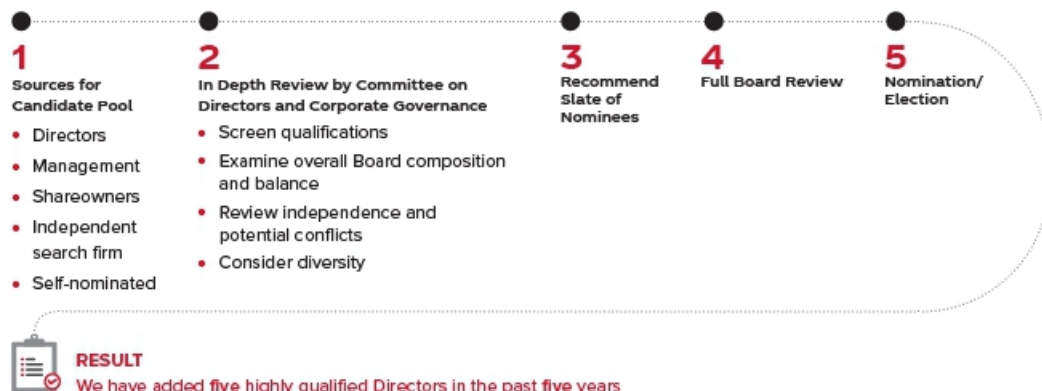 1
Sources for
Candidate Pool
• Directors
• Management
• Shareowners
• Independent
search firm
• Self-nominated
2
In Depth Review by Committee on
Directors and Corporate Governance
• Screen qualifications
• Examine overall Board composition
and balance
• Review independence and
potential conflicts
• Consider diversity
3
Recommend
Slate of
Nominees
4
Full Board Review
5
Nomination/
Election
RESULT
We have added five highly qualified Directors in the past five years